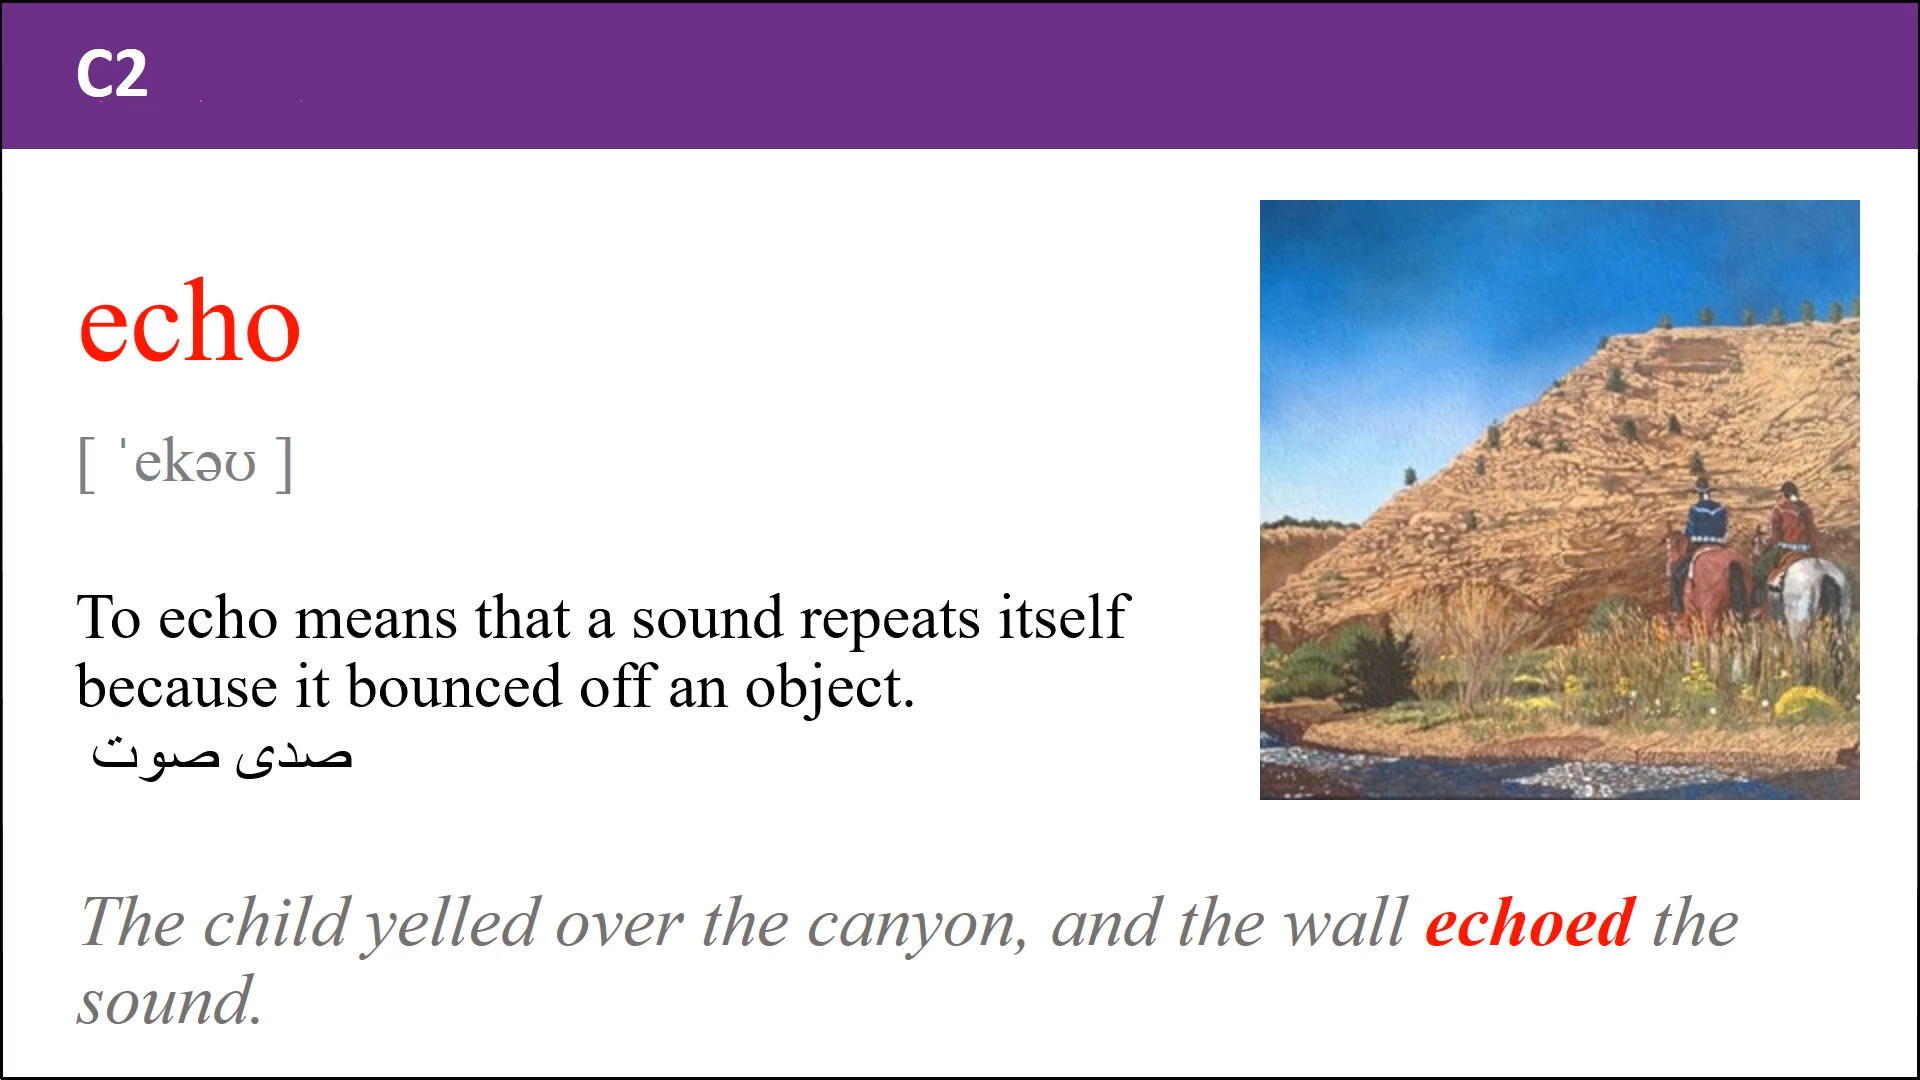 C2
echo
[ ˈekəʊ ]
To echo means that a sound repeats itself
because it bounced off an object.
صدى صوت
The child yelled over the canyon, and the wall echoed the
sound.